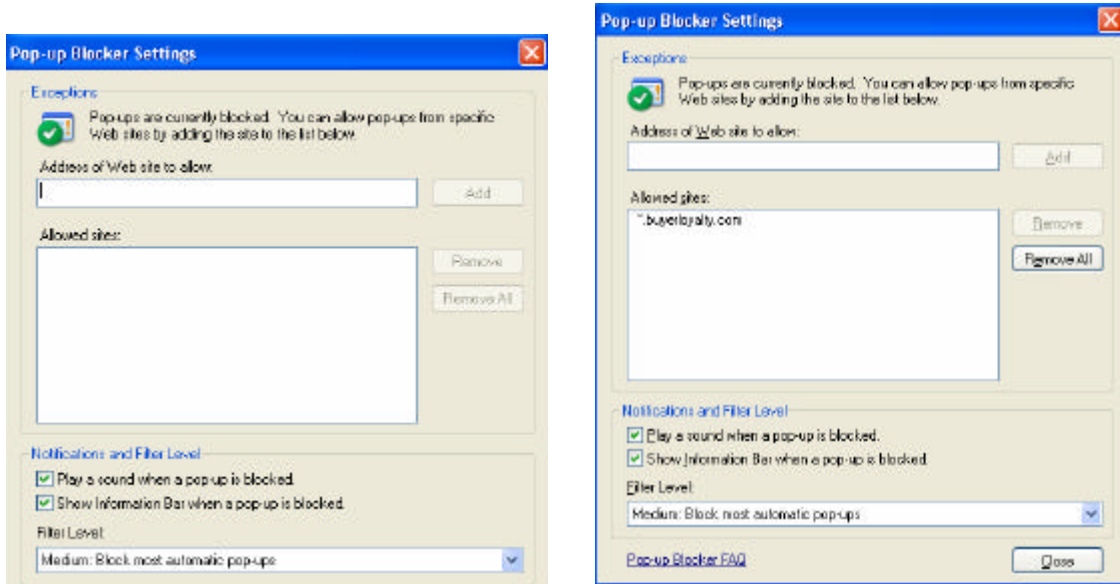 Pop-up Blocker Settings
Exceptions
Pop-ups are currently blocked. You can allow pop-ups from specific
Web sites by adding the site to the list below.
Address of Web site to allow:
Add
Allowed sites:
Remove
Remove All
Notifications and Filter Level
Play a sound when a pop-up is blocked.
Show Information Bar when a pop-up is blocked.
Filter Level:
Medium: Block most automatic pop-ups
Pop-up Blocker Settings
Exceptions
Pop-ups are currently blocked. You can allow pop-ups from specific
Web sites by adding the site to the list below.
Address of Web site to allow:
Add
Allowed sites:
*.buyerloyalty.com
Remove
Remove All
Notifications and Filter Level
Play a sound when a pop-up is blocked.
Show Information Bar when a pop-up is blocked.
Filter Level:
Medium: Block most automatic pop-ups
Pop-up Blocker FAQ
Close